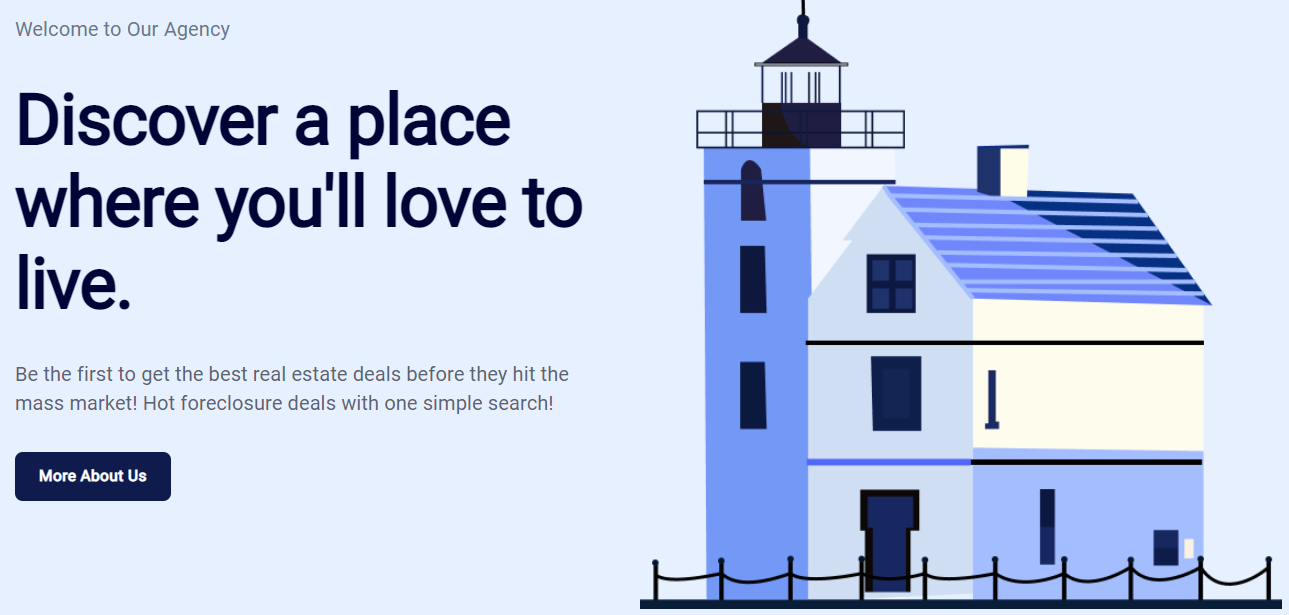 Welcome to Our Agency
Discover a place
where you'll love to
live.
Be the first to get the best real estate deals before they hit the
mass market! Hot foreclosure deals with one simple search!
More About Us